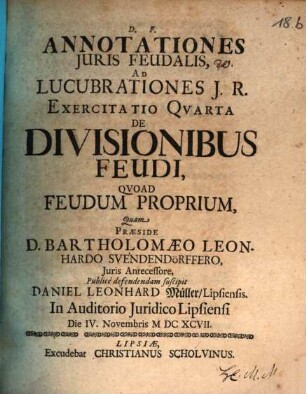 D. F.
ANNOTATIONES
JURIS FEUDALIS,
AD
LUCUBRATIONES J. R.
EXERCITATIO QVARTA
DE
DIVISIONIBUS
FEUDI,
QVOAD
FEUDUM PROPRIUM,
Quam
PRÆSIDE
D. BARTHOLOMÆO LEON-
HARDO SVENDENDÖRFFERO,
Juris Antecessore,
Publicè defendendam suscipit
DANIEL LEONHARD Müller/Lipsiensis.
In Auditorio Juridico Lipsiensi
Die IV. Novembris M DC XCVII.
LIPSIÆ,
Excudebat CHRISTIANUS SCHOLVINUS.
18.b